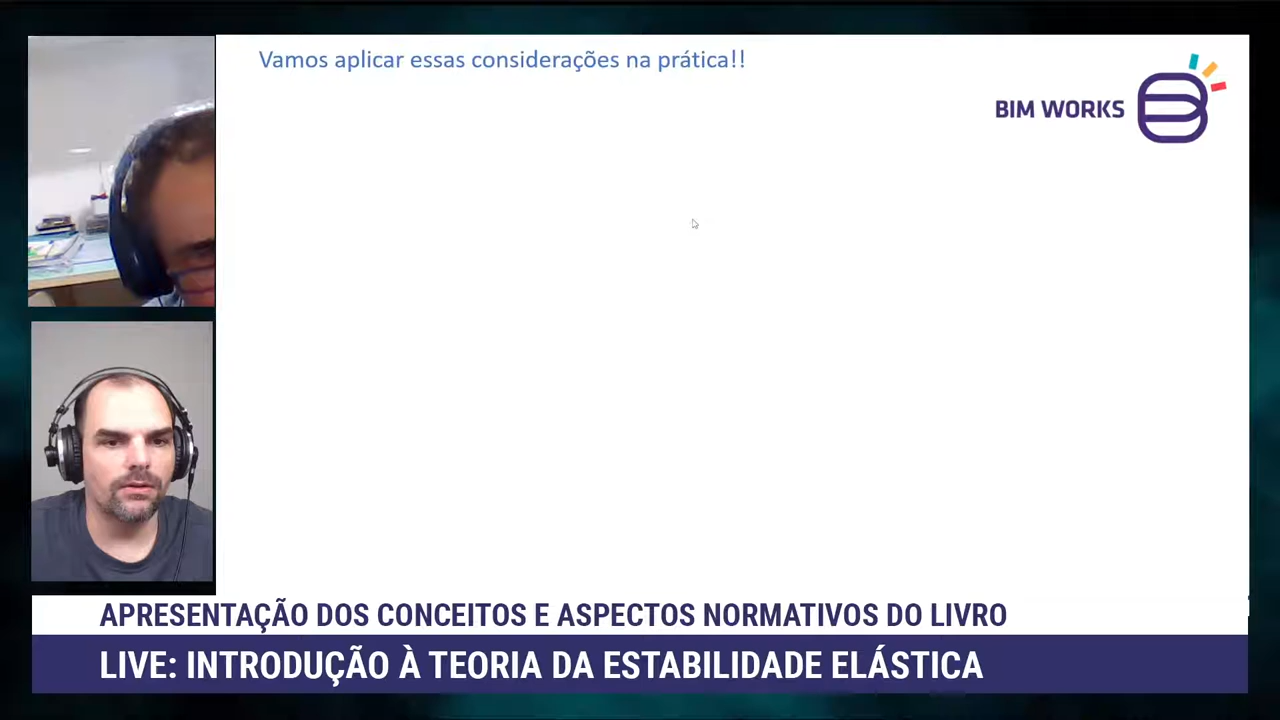 Vamos aplicar essas considerações na prática!!
BIM WORKS
APRESENTAÇÃO DOS CONCEITOS E ASPECTOS NORMATIVOS DO LIVRO
LIVE: INTRODUÇÃO À TEORIA DA ESTABILIDADE ELÁSTICA